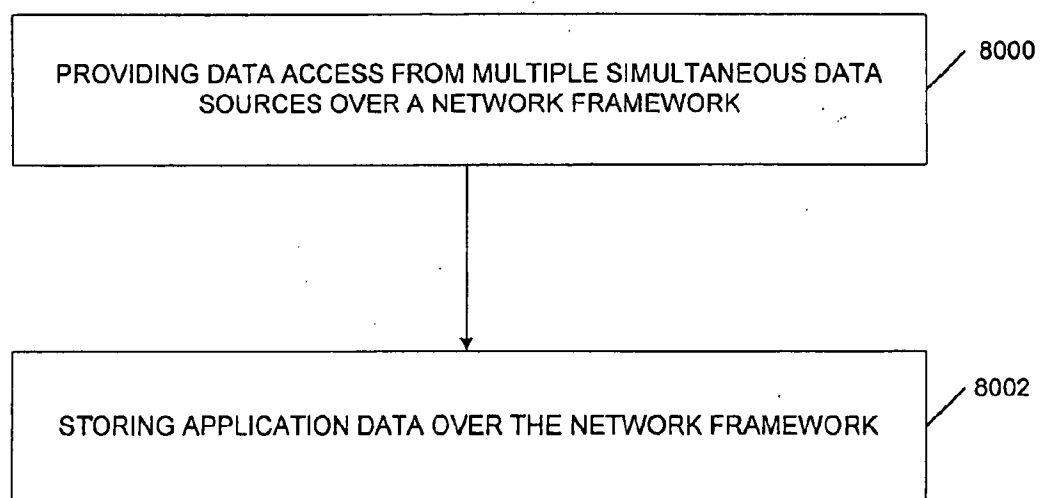 PROVIDING DATA ACCESS FROM MULTIPLE SIMULTANEOUS DATA
SOURCES OVER A NETWORK FRAMEWORK
8000
STORING APPLICATION DATA OVER THE NETWORK FRAMEWORK
8002